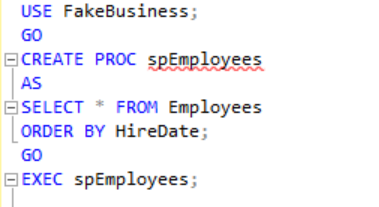 USE FakeBusiness;
GO
CREATE PROC spEmployees
AS
SELECT * FROM Employees
ORDER BY HireDate;
GO
EXEC spEmployees;